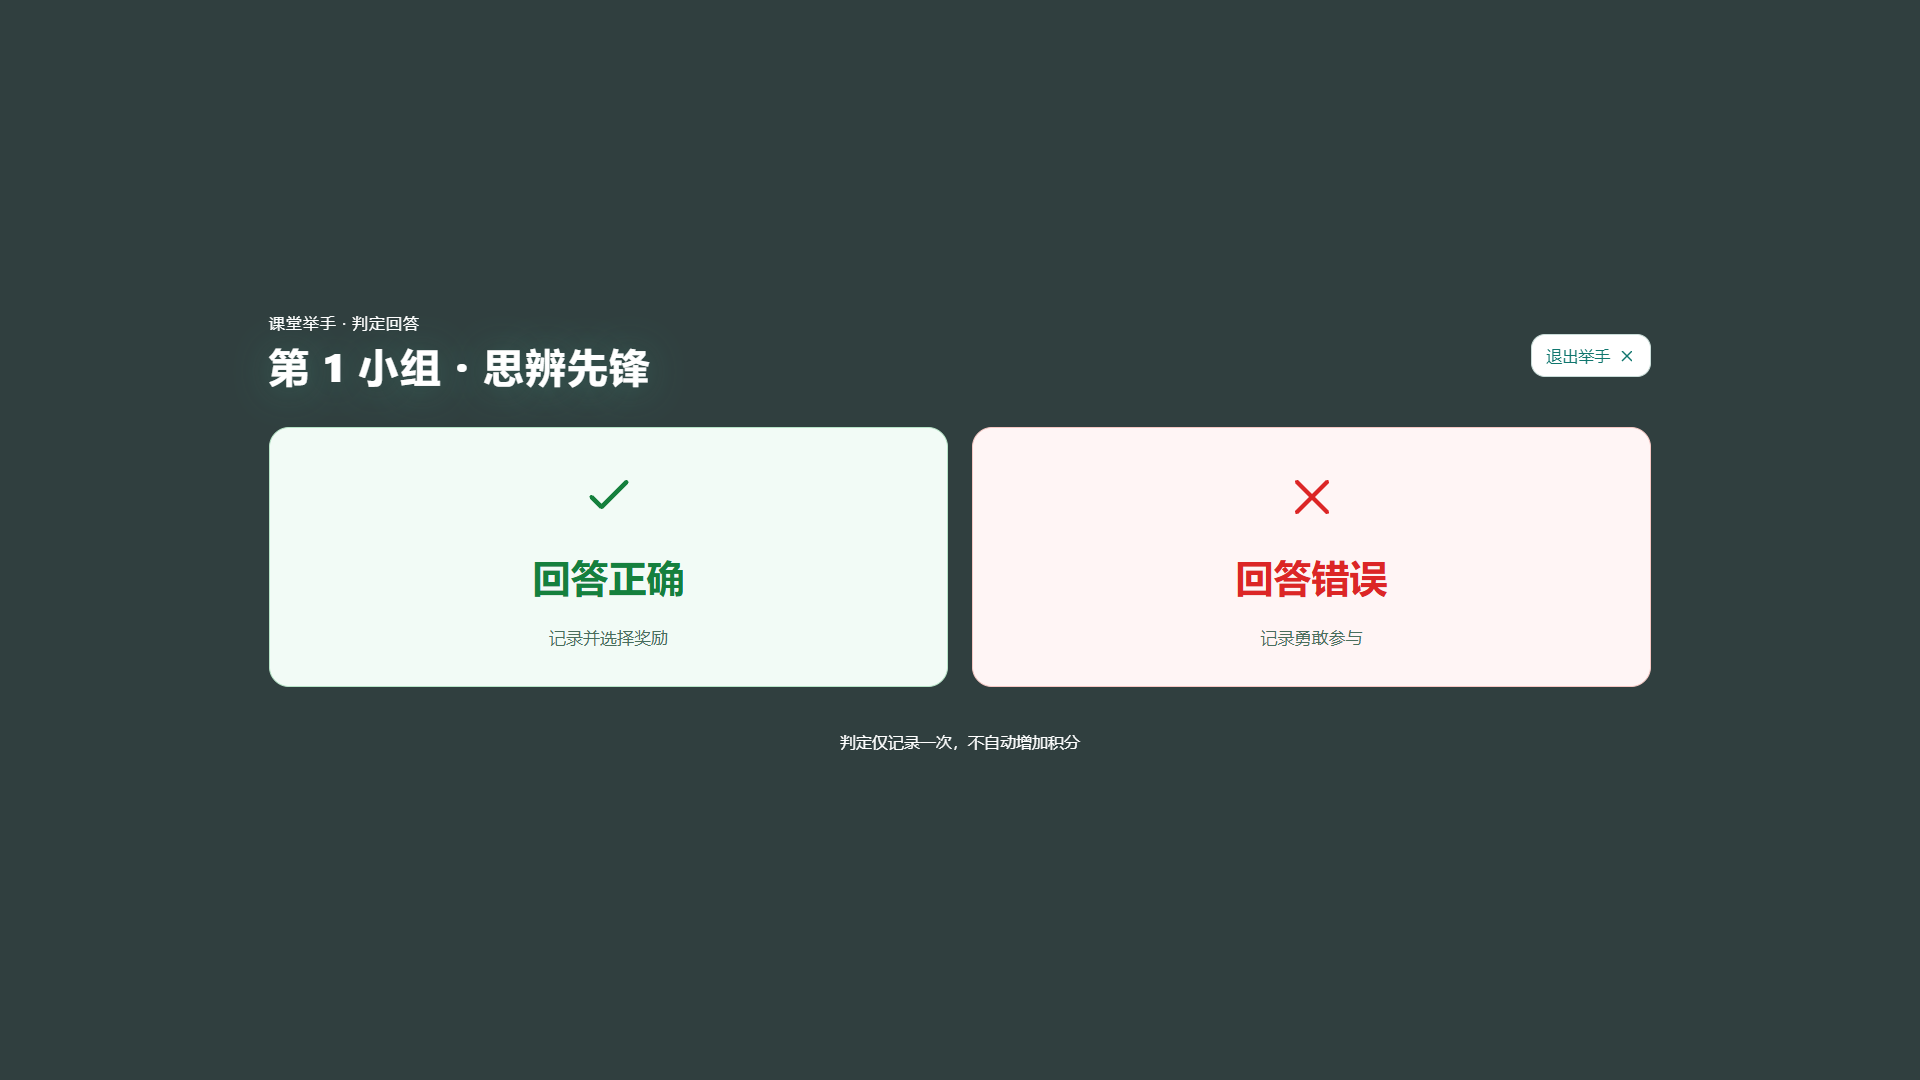 课堂举手 · 判定回答
第 1 小组 · 思辨先锋
退出举手
回答正确
记录并选择奖励
回答错误
记录勇敢参与
判定仅记录一次，不自动增加积分